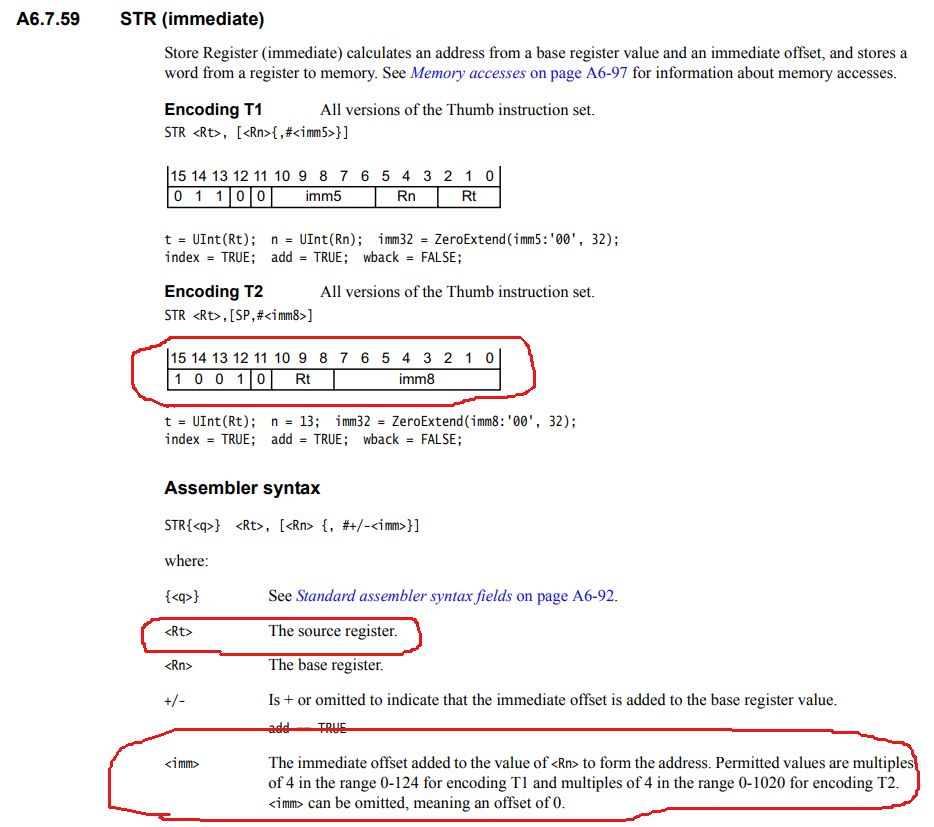 A6.7.59 STR (immediate)
Store Register (immediate) calculates an address from a base register value and an immediate offset, and stores a
word from a register to memory. See Memory accesses on page A6-97 for information about memory accesses.
Encoding T1 All versions of the Thumb instruction set.
STR <Rt>, [<Rn>{,#<imm5>}]
15 14 13 12 11 10 9 8 7 6 5 4 3 2 1 0
0 1 1 0 0 imm5 Rn Rt
t = UInt(Rt); n = UInt(Rn); imm32 = ZeroExtend(imm5:'00', 32);
index = TRUE; add = TRUE; wback = FALSE;
Encoding T2 All versions of the Thumb instruction set.
STR <Rt>,[SP,#<imm8>]
15 14 13 12 11 10 9 8 7 6 5 4 3 2 1 0
1 0 0 1 0 Rt imm8
t = UInt(Rt); n = 13; imm32 = ZeroExtend(imm8:'00', 32);
index = TRUE; add = TRUE; wback = FALSE;
Assembler syntax
STR{<q>} <Rt>, [<Rn> {, #+/-<imm>}]
where:
{<q>} See Standard assembler syntax fields on page A6-92.
<Rt> The source register.
<Rn> The base register.
+/- Is + or omitted to indicate that the immediate offset is added to the base register value.
add == TRUE
<imm> The immediate offset added to the value of <Rn> to form the address. Permitted values are multiples
of 4 in the range 0-124 for encoding T1 and multiples of 4 in the range 0-1020 for encoding T2.
<imm> can be omitted, meaning an offset of 0.